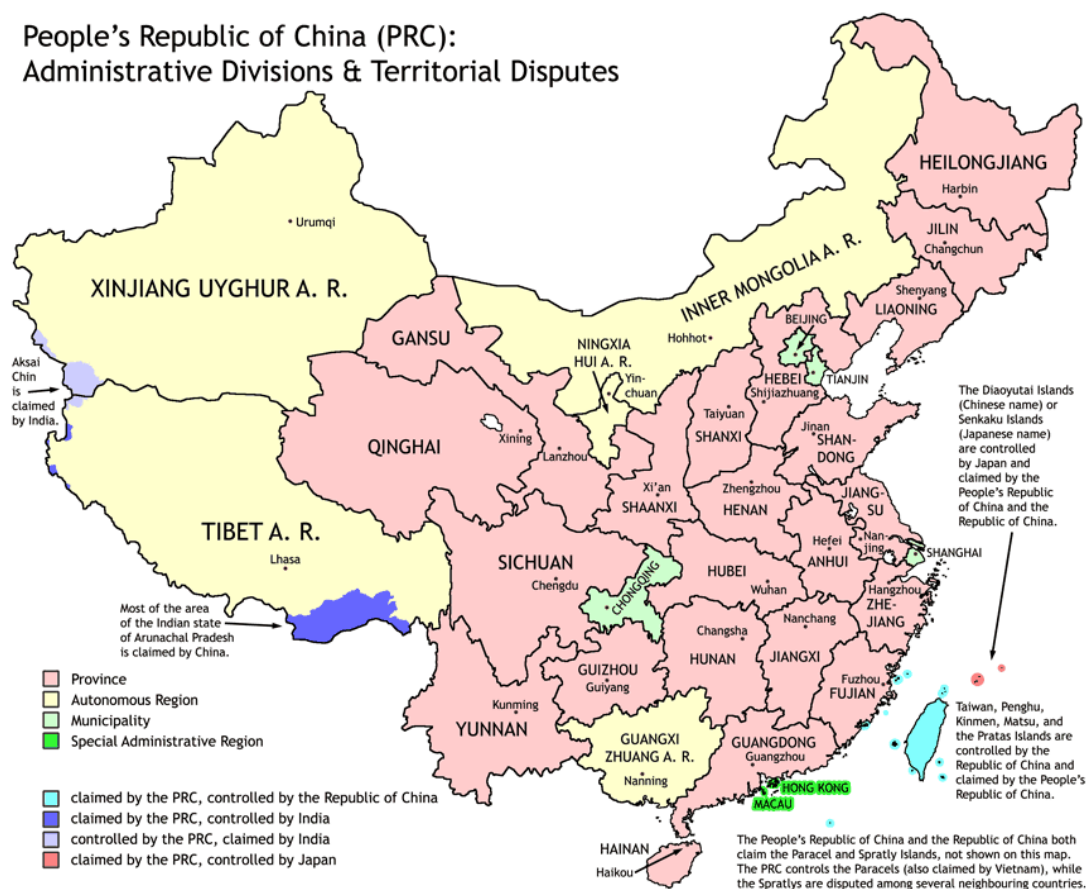 People's Republic of China (PRC):
Administrative Divisions & Territorial Disputes
HEILONGJIANG
Harbin
JILIN
Changchun
Urumqi
XINJIANG UYGHUR A. R.
INNER MONGOLIA A. R.
Shenyang
LIAONING
BEIJING
GANSU
Hohhot
NINGXIA
HUI A. R.
Yin-
chuan
HEBEI
Shijiazhuang
TIANJIN
Aksai
Chin
is
claimed
by India.
The Diaoyutai Islands
(Chinese name) or
Senkaku Islands
(Japanese name)
are controlled
by Japan and
claimed by the
People's Republic
of China and the
Republic of China.
Taiyuan
SHANXI
Jinan
SHAN-
DONG
QINGHAI
Xining
Lanzhou
Xi'an
SHAANXI
Zhengzhou
HENAN
JIANG-
SU
TIBET A. R.
Lhasa
SICHUAN
Chengdu
CHONGQING
HUBEI
Wuhan
Hefei
ANHUI
Nan-
jing
SHANGHAI
Hangzhou
ZHE-
JIANG
Most of the area
of the Indian state
of Arunachal Pradesh
is claimed by China.
Changsha
HUNAN
Nanchang
JIANGXI
GUIZHOU
Guiyang
Fuzhou
FUJIAN
Kunming
YUNNAN
GUANGXI
ZHUANG A. R.
Nanning
GUANGDONG
Guangzhou
HONG KONG
MACAU
HAINAN
Haikou
Taiwan, Penghu,
Kinmen, Matsu, and
the Pratas Islands are
controlled by the
Republic of China and
claimed by the People's
Republic of China.
Province
Autonomous Region
Municipality
Special Administrative Region
claimed by the PRC, controlled by the Republic of China
claimed by the PRC, controlled by India
controlled by the PRC, claimed by India
claimed by the PRC, controlled by Japan
The People's Republic of China and the Republic of China both
claim the Paracel and Spratly Islands, not shown on this map.
The PRC controls the Paracels (also claimed by Vietnam), while
the Spratlys are disputed among several neighbouring countries.